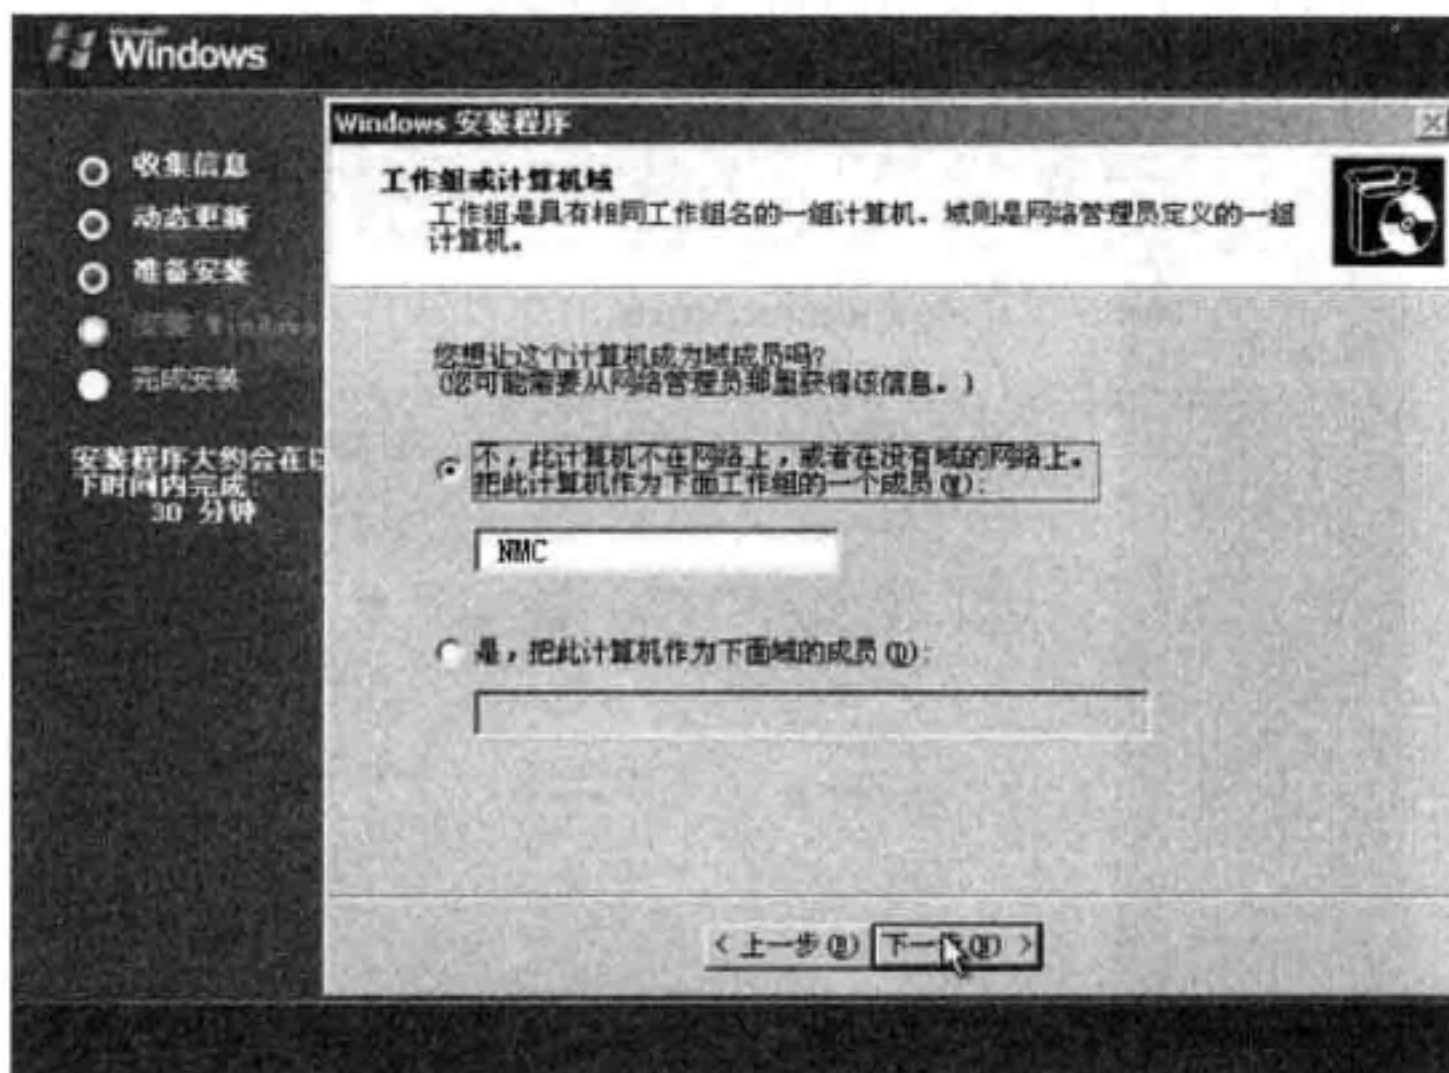 Microsoft
Windows
Windows 安装程序
收集信息
动态更新
准备安装
安装 Windows
完成安装
安装程序大约会在以
下时间内完成:
30 分钟
工作组或计算机域
工作组是具有相同工作组名的一组计算机。域则是网络管理员定义的一组
计算机。
您想让这个计算机成为域成员吗?
(您可能需要从网络管理员那里获得该信息。)
不，此计算机不在网络上，或者在没有域的网络上。
把此计算机作为下面工作组的一个成员(W):
NMC
是，把此计算机作为下面域的成员(D):
< 上一步(B)
下一步(N) >